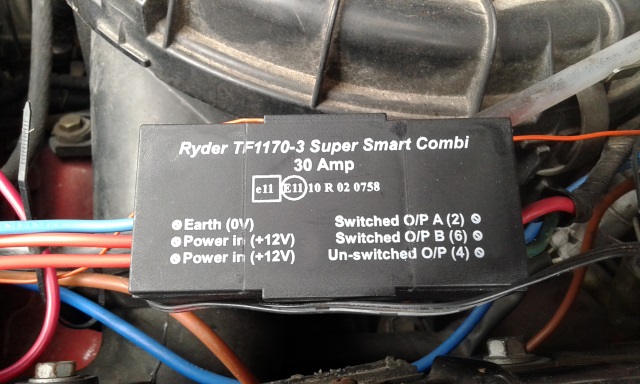 Ryder TF1170-3 Super Smart Combi
30 Amp
e11 E11 10 R 02 0758
Earth (0V)
Power in (+12V)
Power in (+12V)
Switched O/P A (2)
Switched O/P B (6)
Un-switched O/P (4)